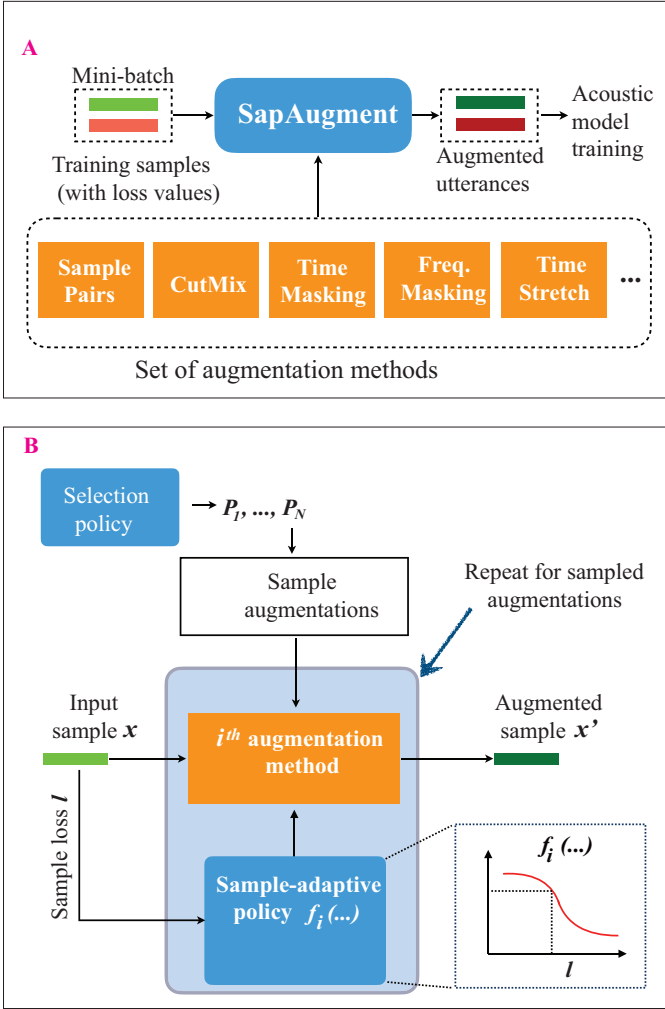 A
Mini-batch
SapAugment
Acoustic
model
training
Training samples
(with loss values)
Augmented
utterances
Sample
Pairs
CutMix
Time
Masking
Freq.
Masking
Time
Stretch
...
Set of augmentation methods
B
Selection
policy
P1, ..., PN
Sample
augmentations
Repeat for sampled
augmentations
Input
sample x
i th augmentation
method
Augmented
sample x’
Sample loss l
Sample-adaptive
policy fi (...)
fi (...)
l